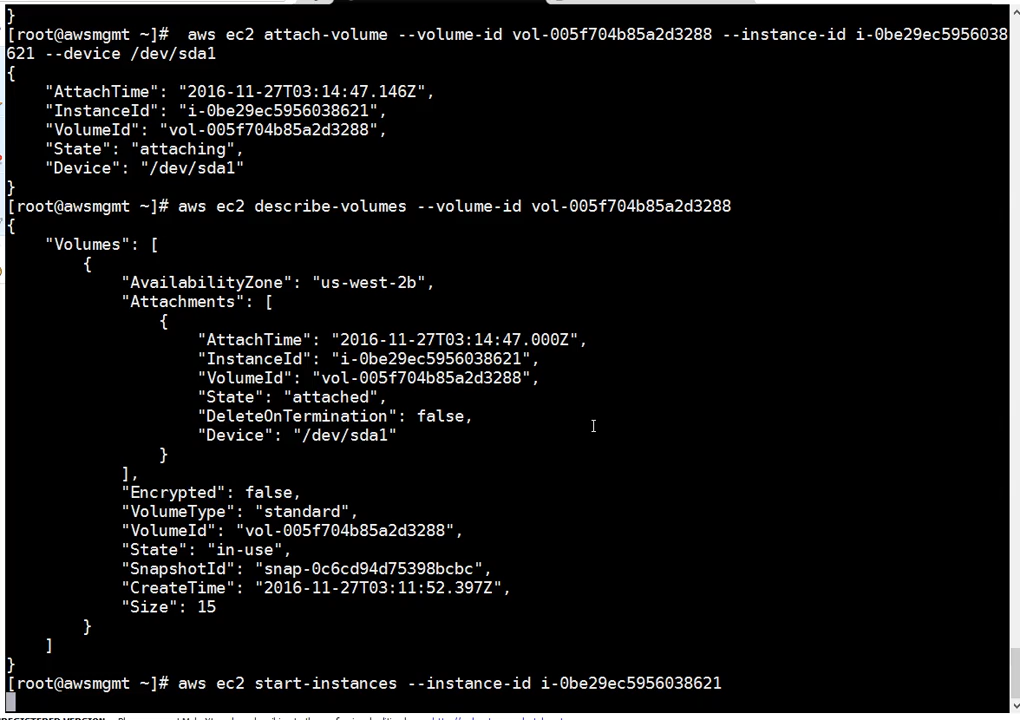 }
[root@awsmgmt ~]#  aws ec2 attach-volume --volume-id vol-005f704b85a2d3288 --instance-id i-0be29ec5956038
621 --device /dev/sda1
{
    "AttachTime": "2016-11-27T03:14:47.146Z",
    "InstanceId": "i-0be29ec5956038621",
    "VolumeId": "vol-005f704b85a2d3288",
    "State": "attaching",
    "Device": "/dev/sda1"
}
[root@awsmgmt ~]# aws ec2 describe-volumes --volume-id vol-005f704b85a2d3288
{
    "Volumes": [
        {
            "AvailabilityZone": "us-west-2b",
            "Attachments": [
                {
                    "AttachTime": "2016-11-27T03:14:47.000Z",
                    "InstanceId": "i-0be29ec5956038621",
                    "VolumeId": "vol-005f704b85a2d3288",
                    "State": "attached",
                    "DeleteOnTermination": false,
                    "Device": "/dev/sda1"
                }
            ],
            "Encrypted": false,
            "VolumeType": "standard",
            "VolumeId": "vol-005f704b85a2d3288",
            "State": "in-use",
            "SnapshotId": "snap-0c6cd94d75398bcbc",
            "CreateTime": "2016-11-27T03:11:52.397Z",
            "Size": 15
        }
    ]
}
[root@awsmgmt ~]# aws ec2 start-instances --instance-id i-0be29ec5956038621